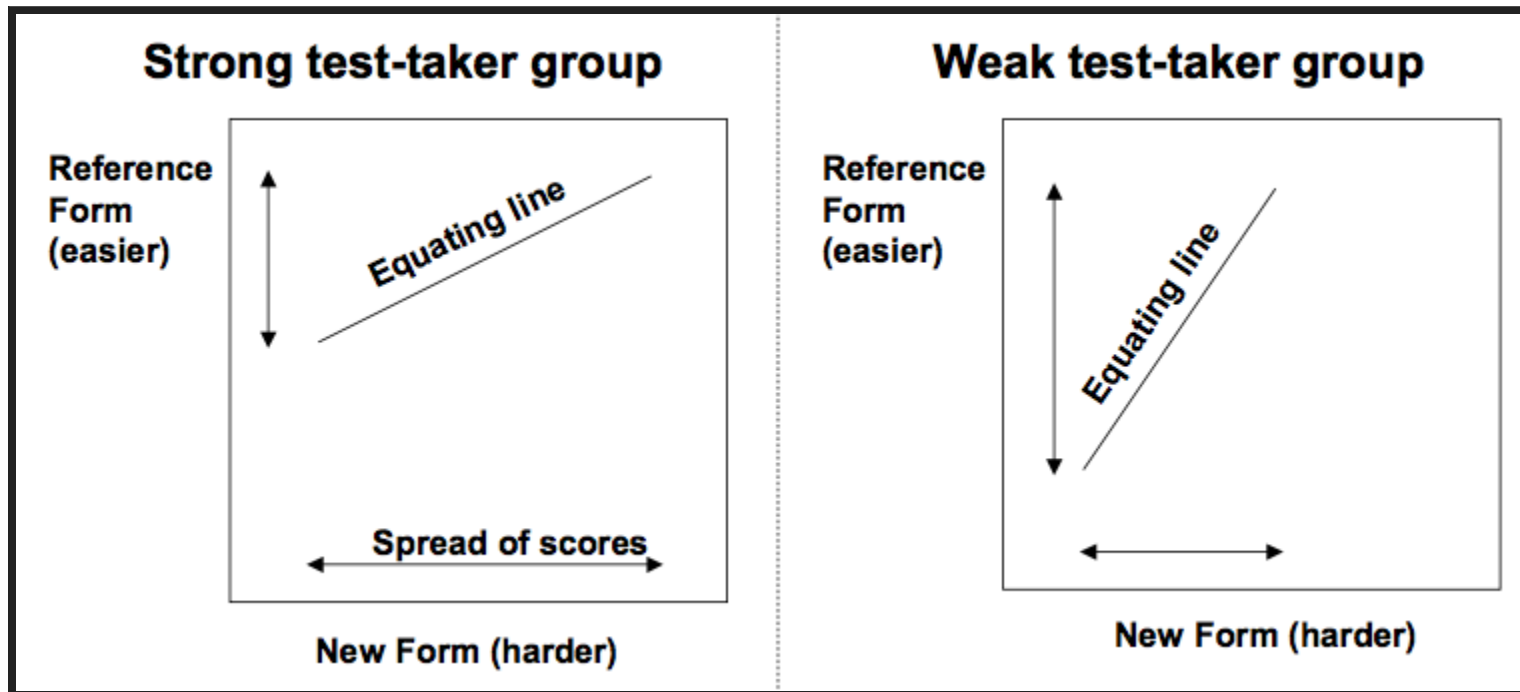 Strong test-taker group
Reference
Form
(easier)
Equating line
Spread of scores
New Form (harder)
Weak test-taker group
Reference
Form
(easier)
Equating line
New Form (harder)